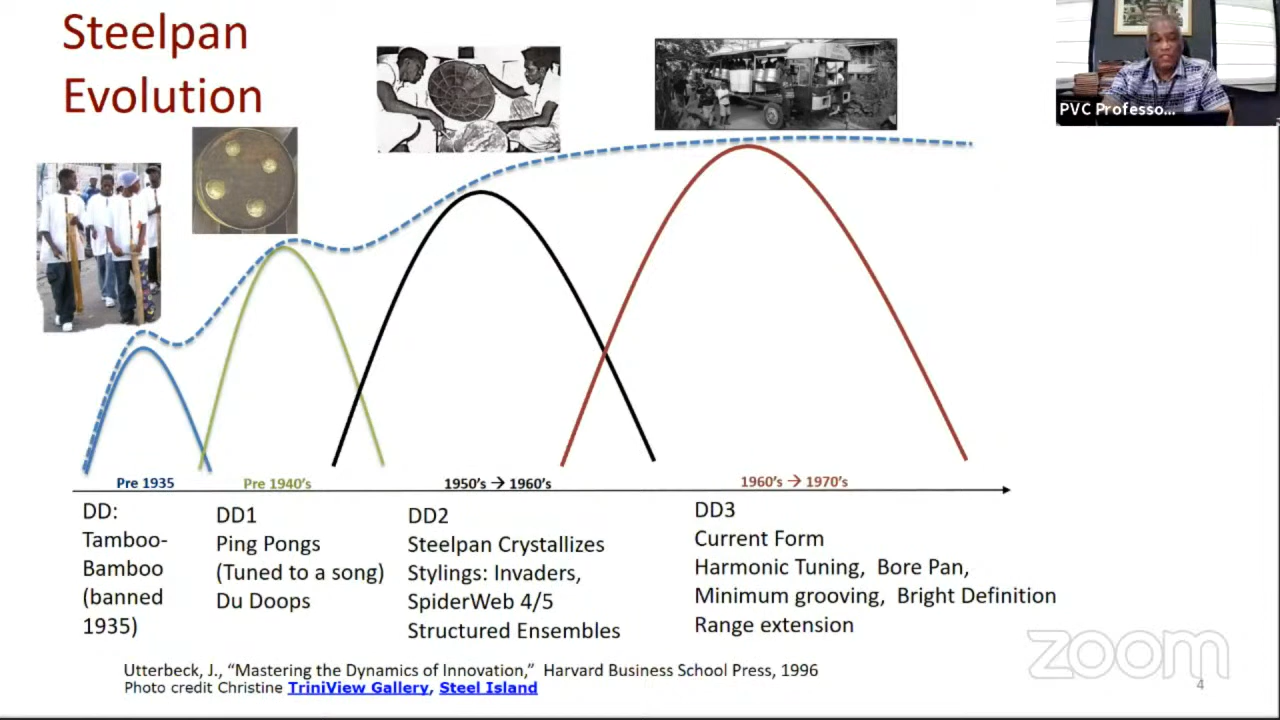 Steelpan
Evolution
PVC Professo...
Pre 1935
Pre 1940's
1950's → 1960's
1960's → 1970's
DD:
Tamboo-
Bamboo
(banned
1935)
DD1
Ping Pongs
(Tuned to a song)
Du Doops
DD2
Steelpan Crystallizes
Stylings: Invaders,
SpiderWeb 4/5
Structured Ensembles
DD3
Current Form
Harmonic Tuning, Bore Pan,
Minimum grooving, Bright Definition
Range extension
Utterbeck, J., “Mastering the Dynamics of Innovation,” Harvard Business School Press, 1996
Photo credit Christine TriniView Gallery, Steel Island
zoom
4